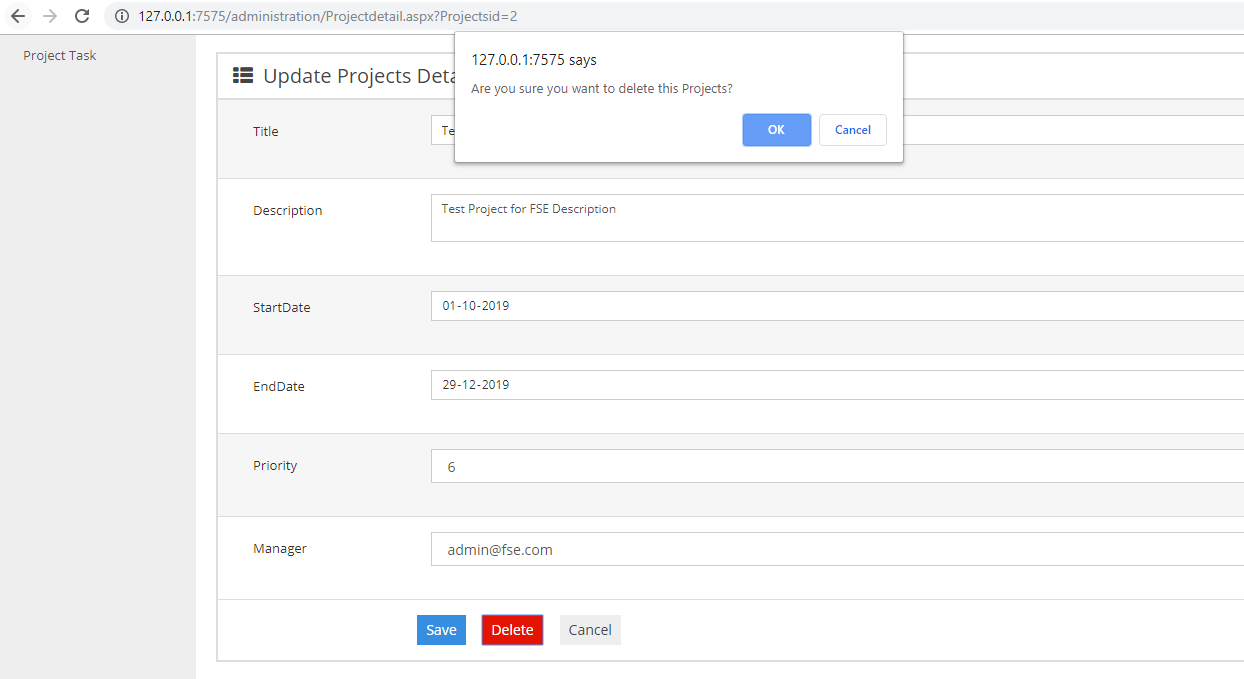 127.0.0.1:7575/administration/Projectdetail.aspx?Projectsid=2
Project Task
127.0.0.1:7575 says
Are you sure you want to delete this Projects?
OK Cancel
Update Projects Deta
Title Te
Description Test Project for FSE Description
StartDate 01-10-2019
EndDate 29-12-2019
Priority 6
Manager admin@fse.com
Save Delete Cancel